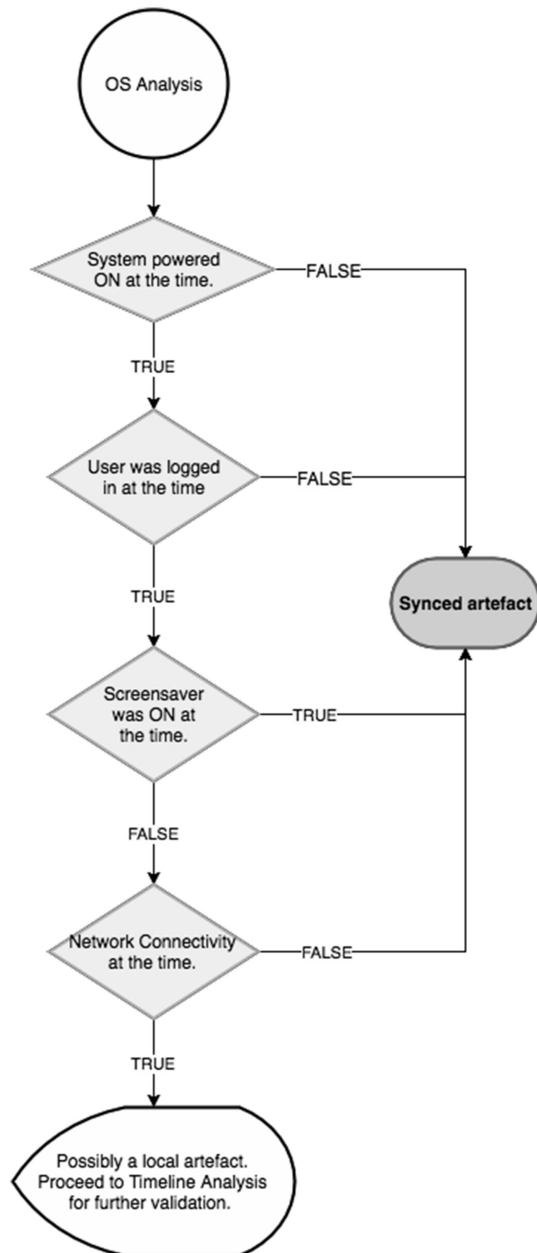 OS Analysis
System powered
ON at the time.
FALSE
TRUE
User was logged
in at the time
FALSE
Synced artefact
TRUE
Screensaver
was ON at
the time.
TRUE
FALSE
Network Connectivity
at the time.
FALSE
TRUE
Possibly a local artefact.
Proceed to Timeline Analysis
for further validation.